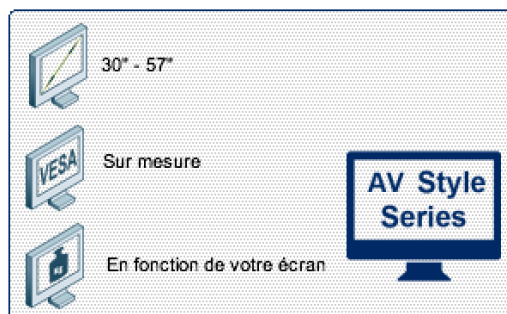 30" - 57"
VESA
Sur mesure
AV Style
Series
En fonction de votre écran